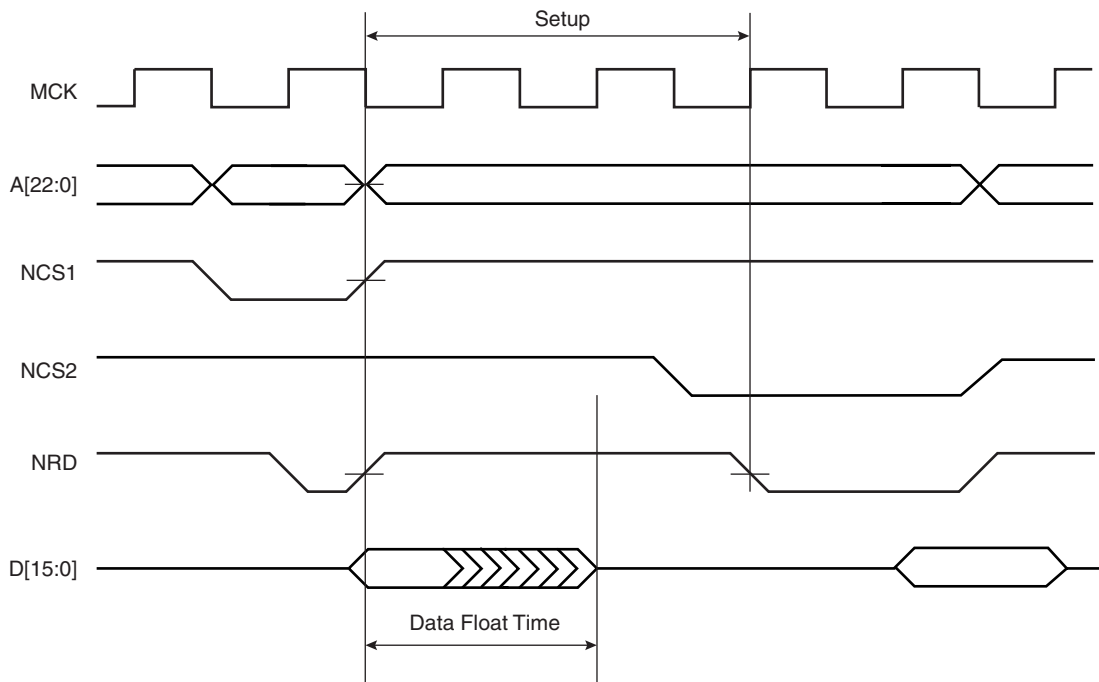 Setup
MCK
A[22:0]
NCS1
NCS2
NRD
D[15:0]
Data Float Time